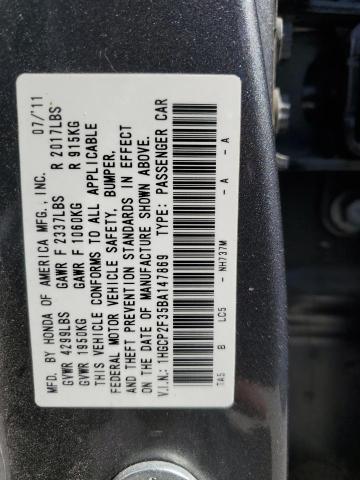 MFD. BY HONDA OF AMERICA MFG., INC. 07/11
GVWR 4299LBS GAWR F 2337LBS R 2017LBS
GVWR 1950KG GAWR F 1060KG R 915KG
THIS VEHICLE CONFORMS TO ALL APPLICABLE
FEDERAL MOTOR VEHICLE SAFETY, BUMPER,
AND THEFT PREVENTION STANDARDS IN EFFECT
ON THE DATE OF MANUFACTURE SHOWN ABOVE.
V.I.N.: 1HGCP2F35BA147869 TYPE: PASSENGER CAR
TA5 B LC5 - NH737M - A - A